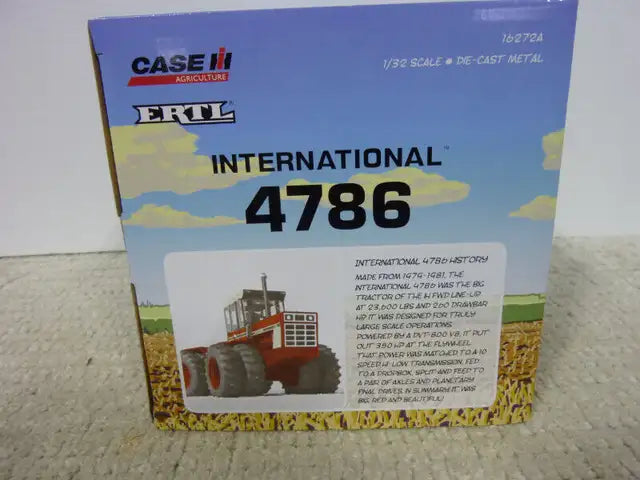 16272A
1/32 SCALE • DIE-CAST METAL
CASE IH
AGRICULTURE
ERTL
INTERNATIONAL™
4786
INTERNATIONAL 4786 HISTORY
MADE FROM 1979-1981, THE
INTERNATIONAL 4786 WAS THE BIG
TRACTOR OF THE IH FWD LINE-UP
AT 23,600 LBS AND 260 DRAWBAR
HP. IT WAS DESIGNED FOR TRULY
LARGE SCALE OPERATIONS.
POWERED BY A DVT-800 V8, IT PUT
OUT 350 HP AT THE FLYWHEEL.
THAT POWER WAS MATCHED TO A 10
SPEED HI-LOW TRANSMISSION, FED
TO A DROPBOX, SPLIT AND FEED TO
A PAIR OF AXLES AND PLANETARY
FINAL DRIVES. IN SUMMARY, IT WAS
BIG, RED AND BEAUTIFUL!